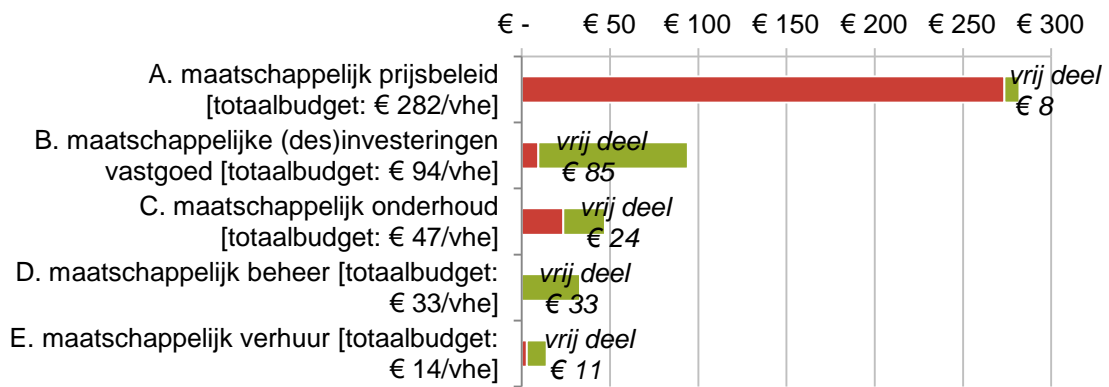 € - € 50 € 100 € 150 € 200 € 250 € 300
A. maatschappelijk prijsbeleid
[totaalbudget: € 282/vhe]
vrij deel
€ 8
B. maatschappelijke (des)investeringen
vastgoed [totaalbudget: € 94/vhe]
vrij deel
€ 85
C. maatschappelijk onderhoud
[totaalbudget: € 47/vhe]
vrij deel
€ 24
D. maatschappelijk beheer [totaalbudget:
€ 33/vhe]
vrij deel
€ 33
E. maatschappelijk verhuur [totaalbudget:
€ 14/vhe]
vrij deel
€ 11